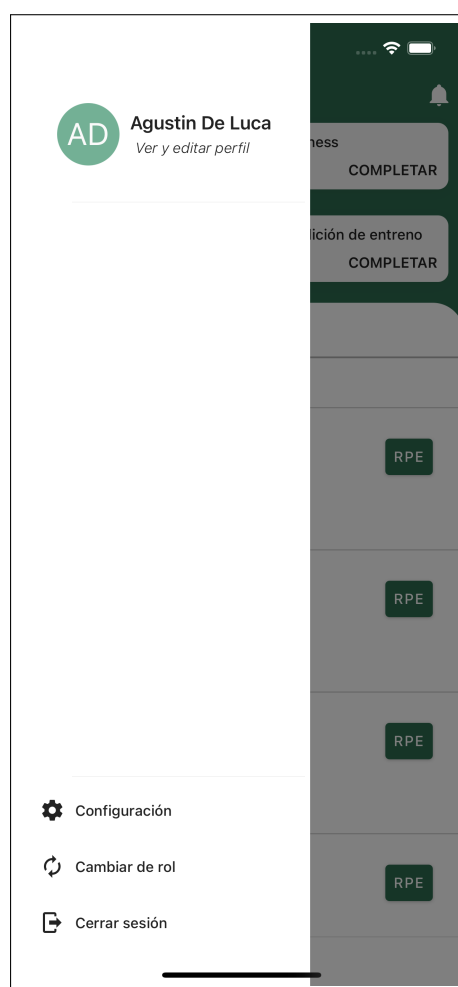 AD
Agustin De Luca
Ver y editar perfil
ness
COMPLETAR
lición de entreno
COMPLETAR
RPE
RPE
RPE
RPE
Configuración
Cambiar de rol
Cerrar sesión